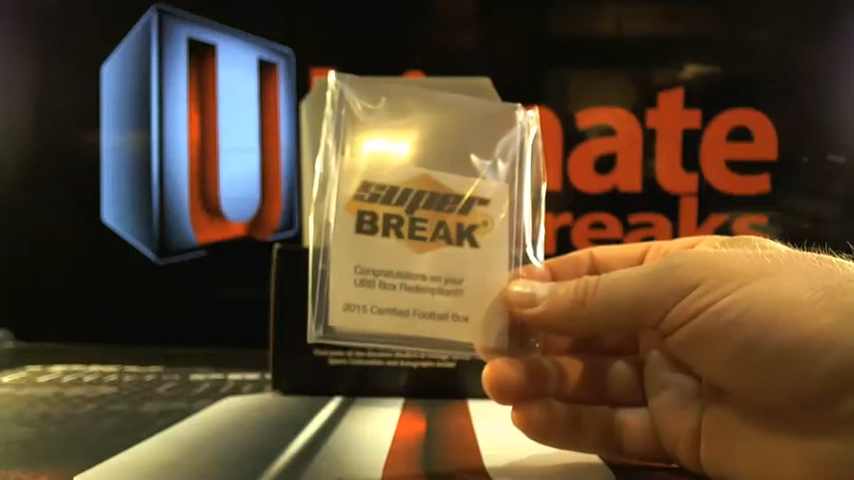 U
mate
reaks
super
BREAK
Congratulations on your
UBB Box Redemption!!!
2015 Certified Football Box